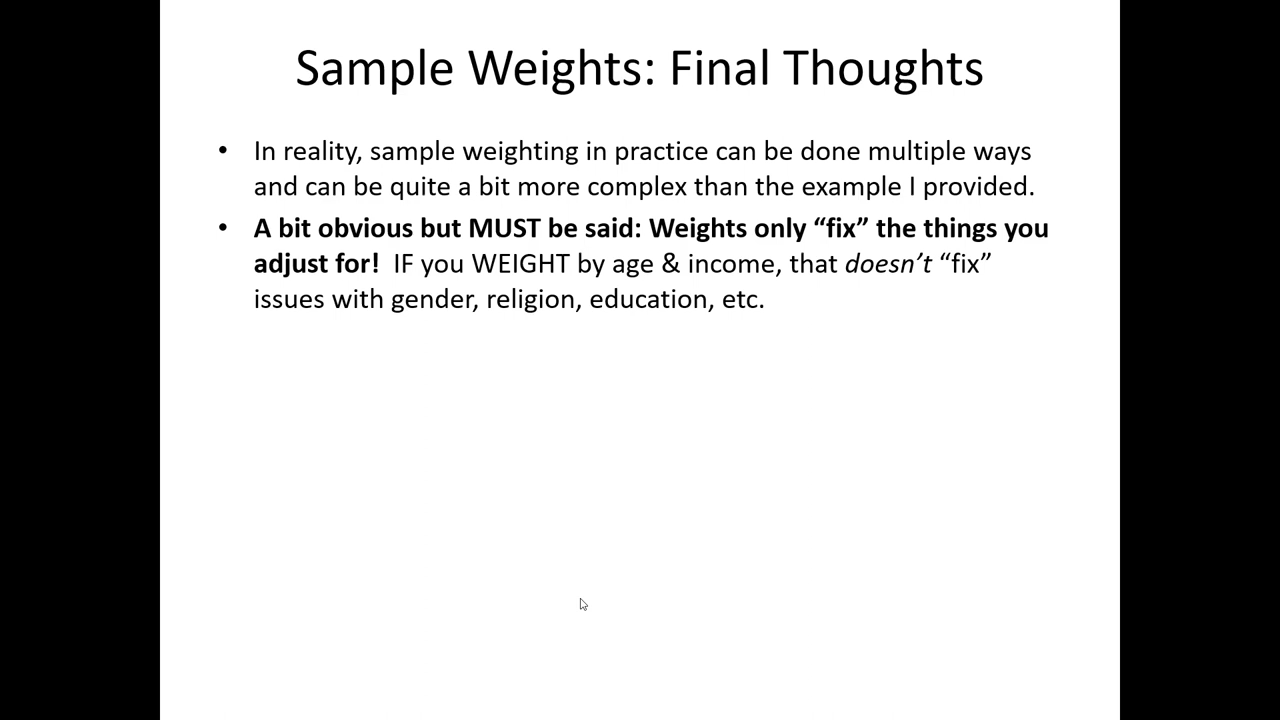 Sample Weights: Final Thoughts
• In reality, sample weighting in practice can be done multiple ways
and can be quite a bit more complex than the example I provided.
• A bit obvious but MUST be said: Weights only “fix” the things you
adjust for!  IF you WEIGHT by age & income, that doesn’t “fix”
issues with gender, religion, education, etc.